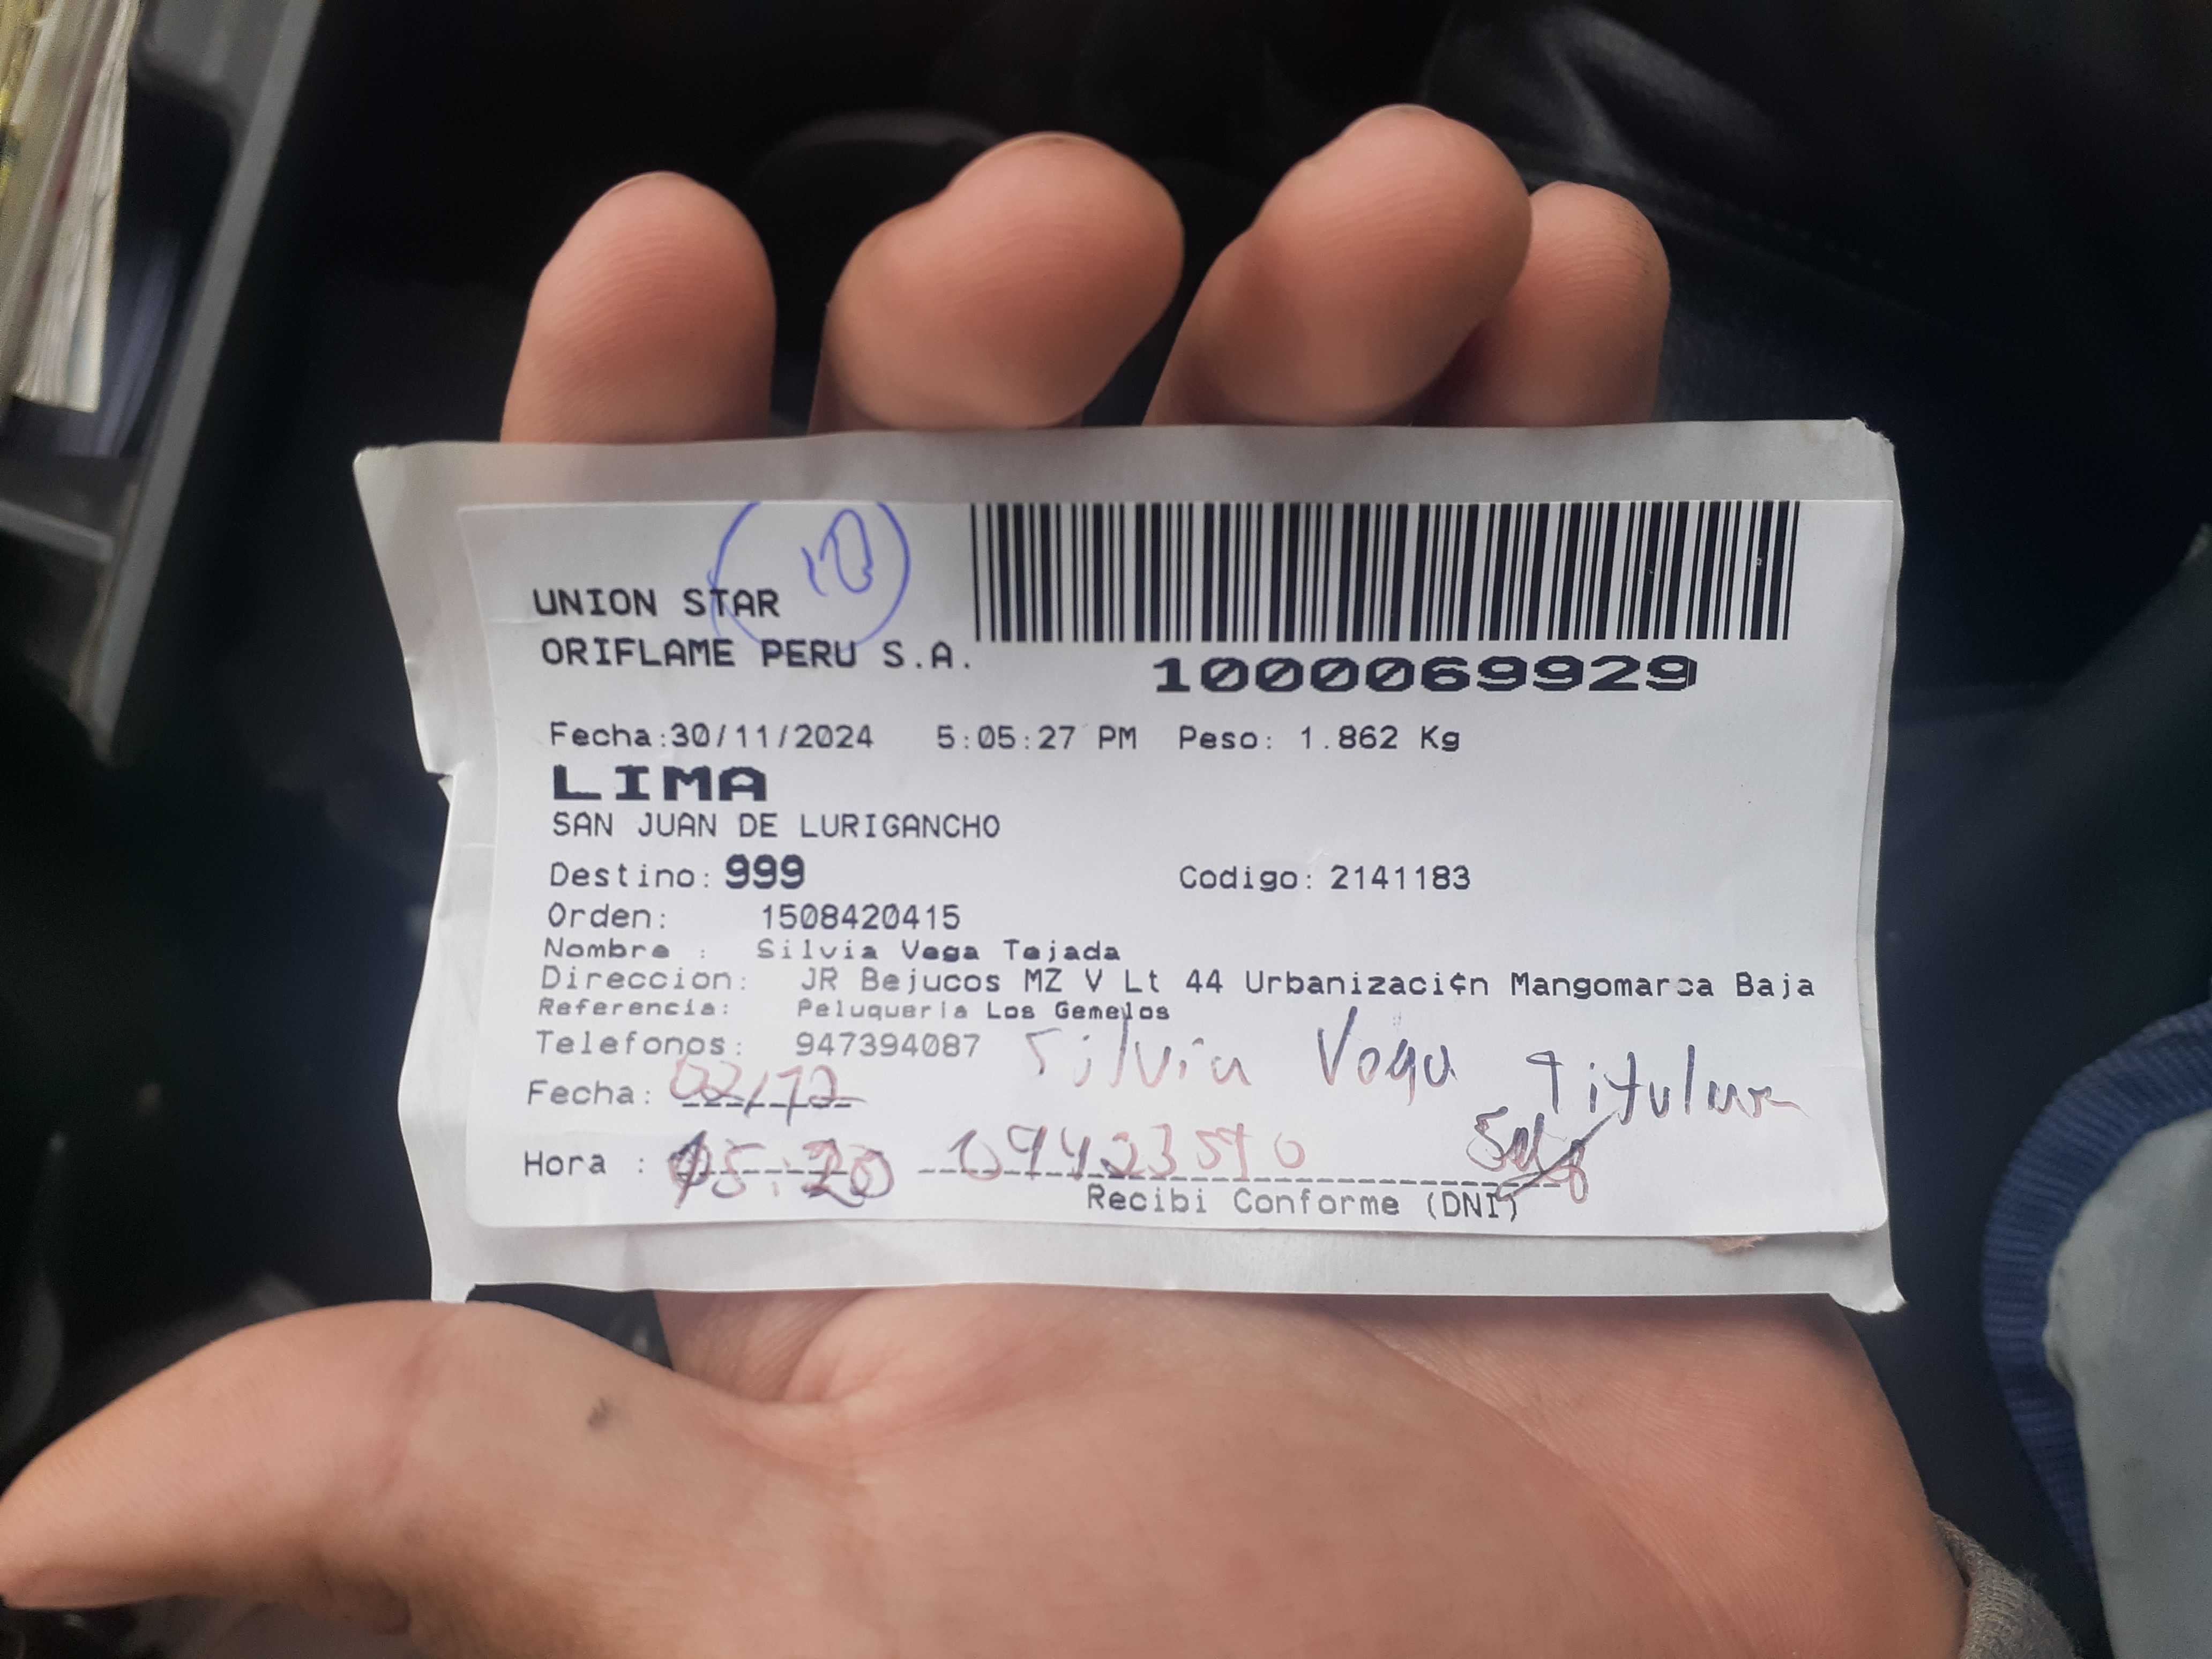 10
UNION STAR
ORIFLAME PERU S.A.
1000069929
Fecha:30/11/2024 5:05:27 PM Peso: 1.862 Kg
LIMA
SAN JUAN DE LURIGANCHO
Destino: 999 Codigo: 2141183
Orden: 1508420415
Nombre : Silvia Vega Tejada
Direccion: JR Bejucos MZ V Lt 44 Urbanizaci¢n Mangomarca Baja
Referencia: Peluqueria Los Gemelos
Telefonos: 947394087 Silvia Vega Titular
Fecha: 02/12
Hora : 15:20
Recibi Conforme (DNI)